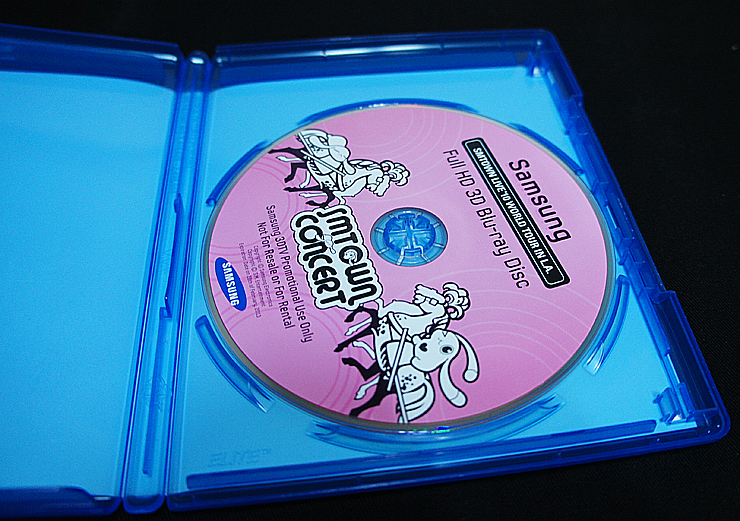 Samsung
SMTOWN LIVE '10 WORLD TOUR IN L.A.
Full HD 3D Blu-ray Disc
SMTOWN
CONCERT
Samsung 3DTV Promotional Use Only
Not For Resale or For Rental
SAMSUNG